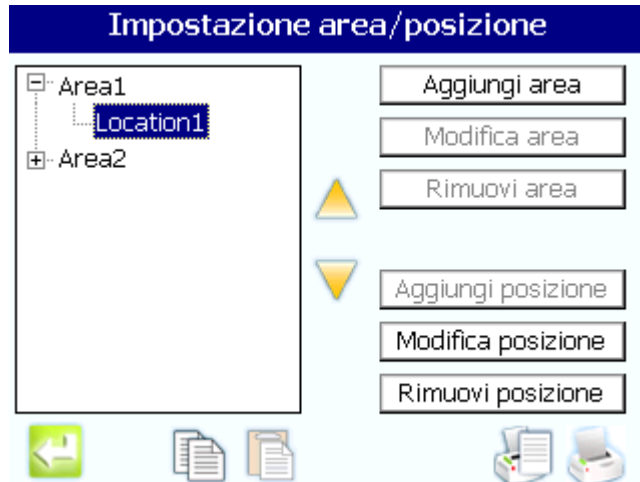 Impostazione area/posizione
Area1
Location1
Area2
Aggiungi area
Modifica area
Rimuovi area
Aggiungi posizione
Modifica posizione
Rimuovi posizione